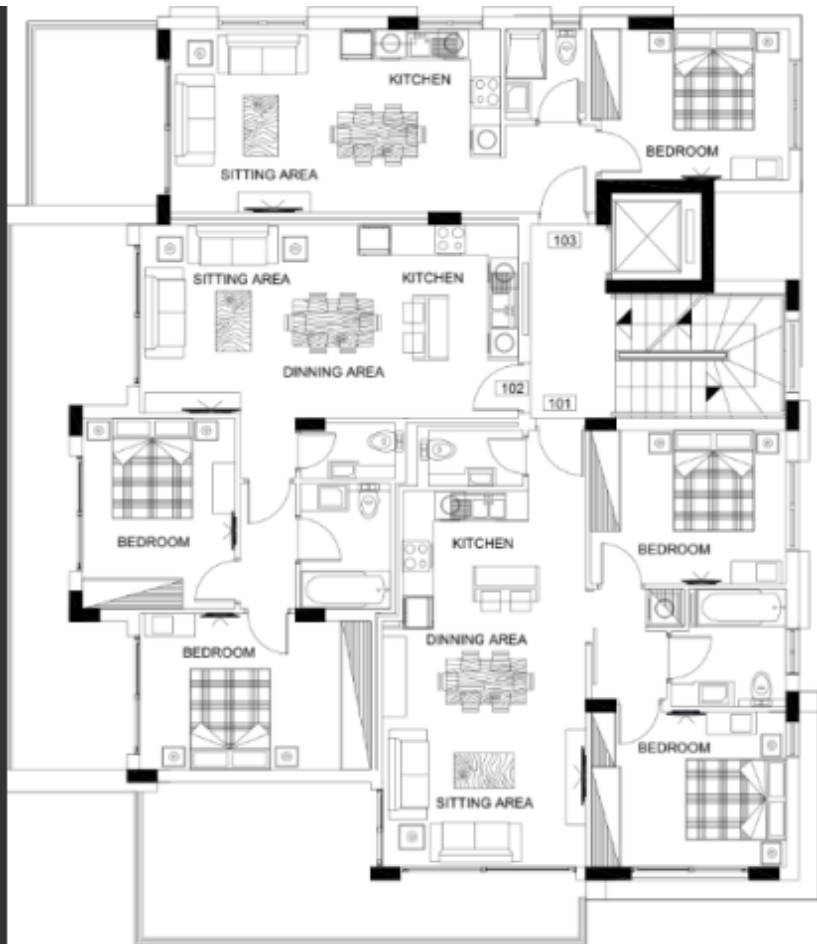 KITCHEN
BEDROOM
SITTING AREA
103
SITTING AREA
KITCHEN
DINNING AREA
102
101
BEDROOM
KITCHEN
BEDROOM
DINNING AREA
BEDROOM
BEDROOM
SITTING AREA